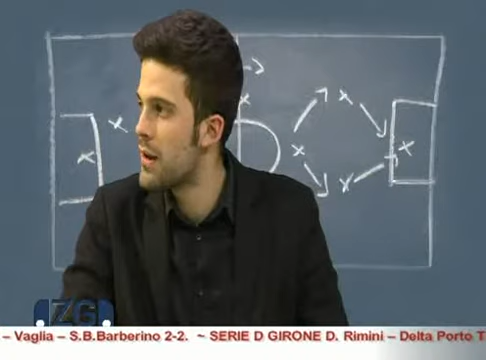 ZG
– Vaglia – S.B.Barberino 2-2. ~ SERIE D GIRONE D. Rimini – Delta Porto T